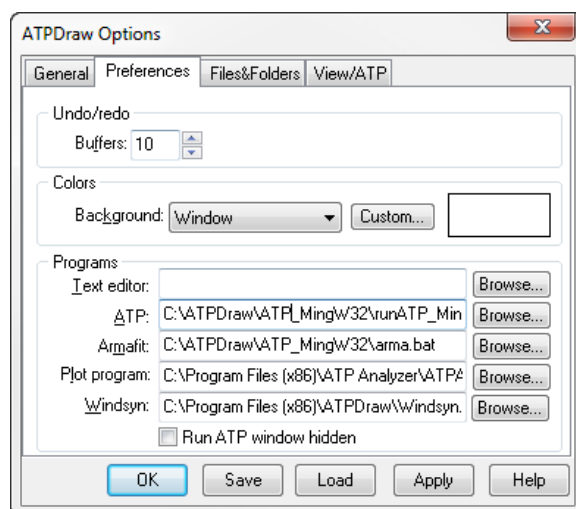 ATPDraw Options
General Preferences Files&Folders View/ATP
Undo/redo
Buffers: 10
Colors
Background: Window Custom...
Programs
Text editor: Browse...
ATP: C:\ATPDraw\ATP_MingW32\runATP_Min Browse...
Armafit: C:\ATPDraw\ATP_MingW32\arma.bat Browse...
Plot program: C:\Program Files (x86)\ATP Analyzer\ATPA Browse...
Windsyn: C:\Program Files (x86)\ATPDraw\Windsyn. Browse...
Run ATP window hidden
OK Save Load Apply Help